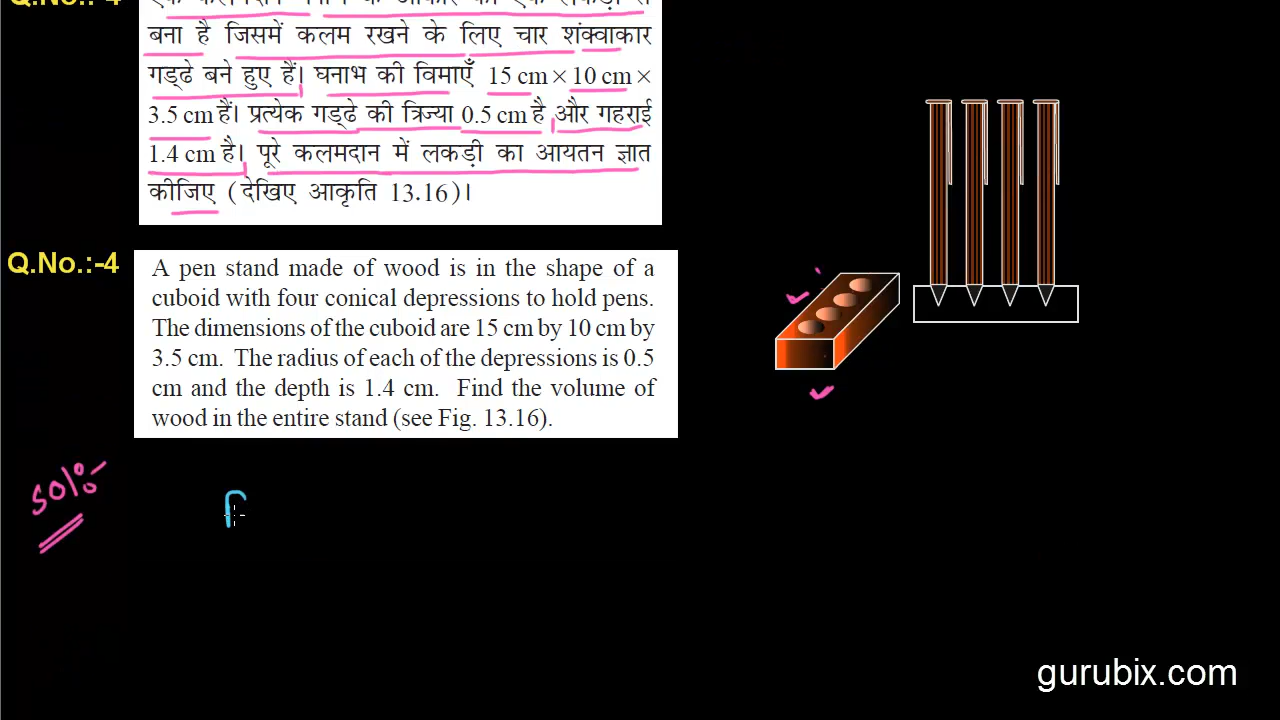 बना है जिसमें कलम रखने के लिए चार शंक्वाकार
गड्ढे बने हुए हैं। घनाभ की विमाएँ 15 cm × 10 cm ×
3.5 cm हैं। प्रत्येक गड्ढे की त्रिज्या 0.5 cm है और गहराई
1.4 cm है। पूरे कलमदान में लकड़ी का आयतन ज्ञात
कीजिए (देखिए आकृति 13.16)।
Q.No.:-4
A pen stand made of wood is in the shape of a
cuboid with four conical depressions to hold pens.
The dimensions of the cuboid are 15 cm by 10 cm by
3.5 cm. The radius of each of the depressions is 0.5
cm and the depth is 1.4 cm. Find the volume of
wood in the entire stand (see Fig. 13.16).
Sol:-
gurubix.com